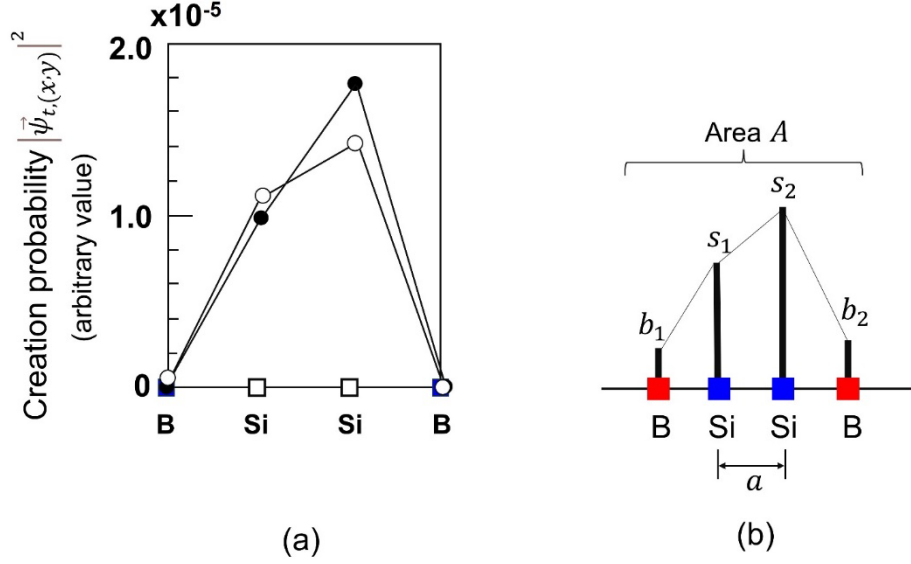 x10⁻⁵
2.0
1.0
0
Creation probability |ψ⃗ₜ,₍ₓ,ᵧ₎|²
(arbitrary value)
B Si Si B
(a)
Area A
s₂
s₁
b₁ b₂
B Si Si B
a
(b)